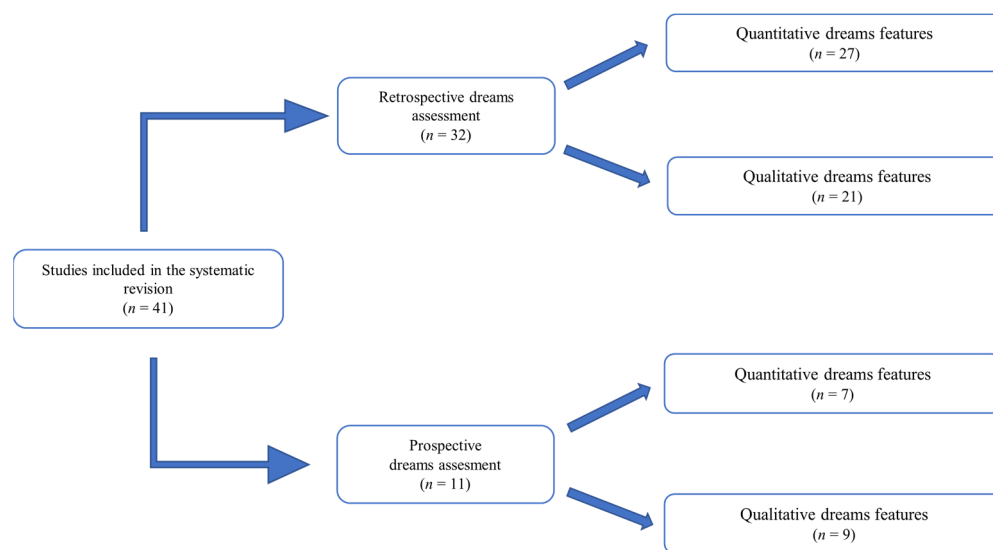 Studies included in the systematic
revision
(n = 41)
Retrospective dreams
assessment
(n = 32)
Quantitative dreams features
(n = 27)
Qualitative dreams features
(n = 21)
Prospective
dreams assesment
(n = 11)
Quantitative dreams features
(n = 7)
Qualitative dreams features
(n = 9)